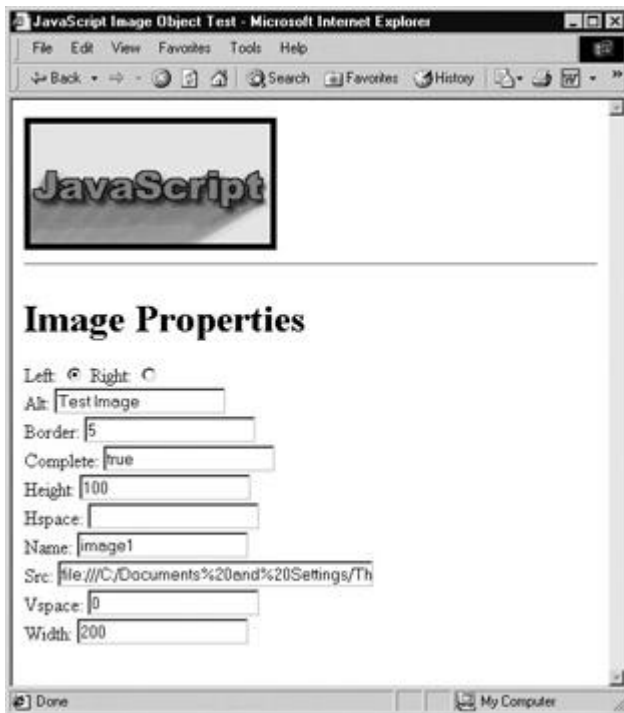 JavaScript Image Object Test - Microsoft Internet Explorer
File Edit View Favorites Tools Help
Back Search Favorites History
JavaScript
Image Properties
Left: Right:
Alt: Test Image
Border: 5
Complete: true
Height: 100
Hspace:
Name: image1
Src: file:///C:/Documents%20and%20Settings/Th
Vspace: 0
Width: 200
Done My Computer